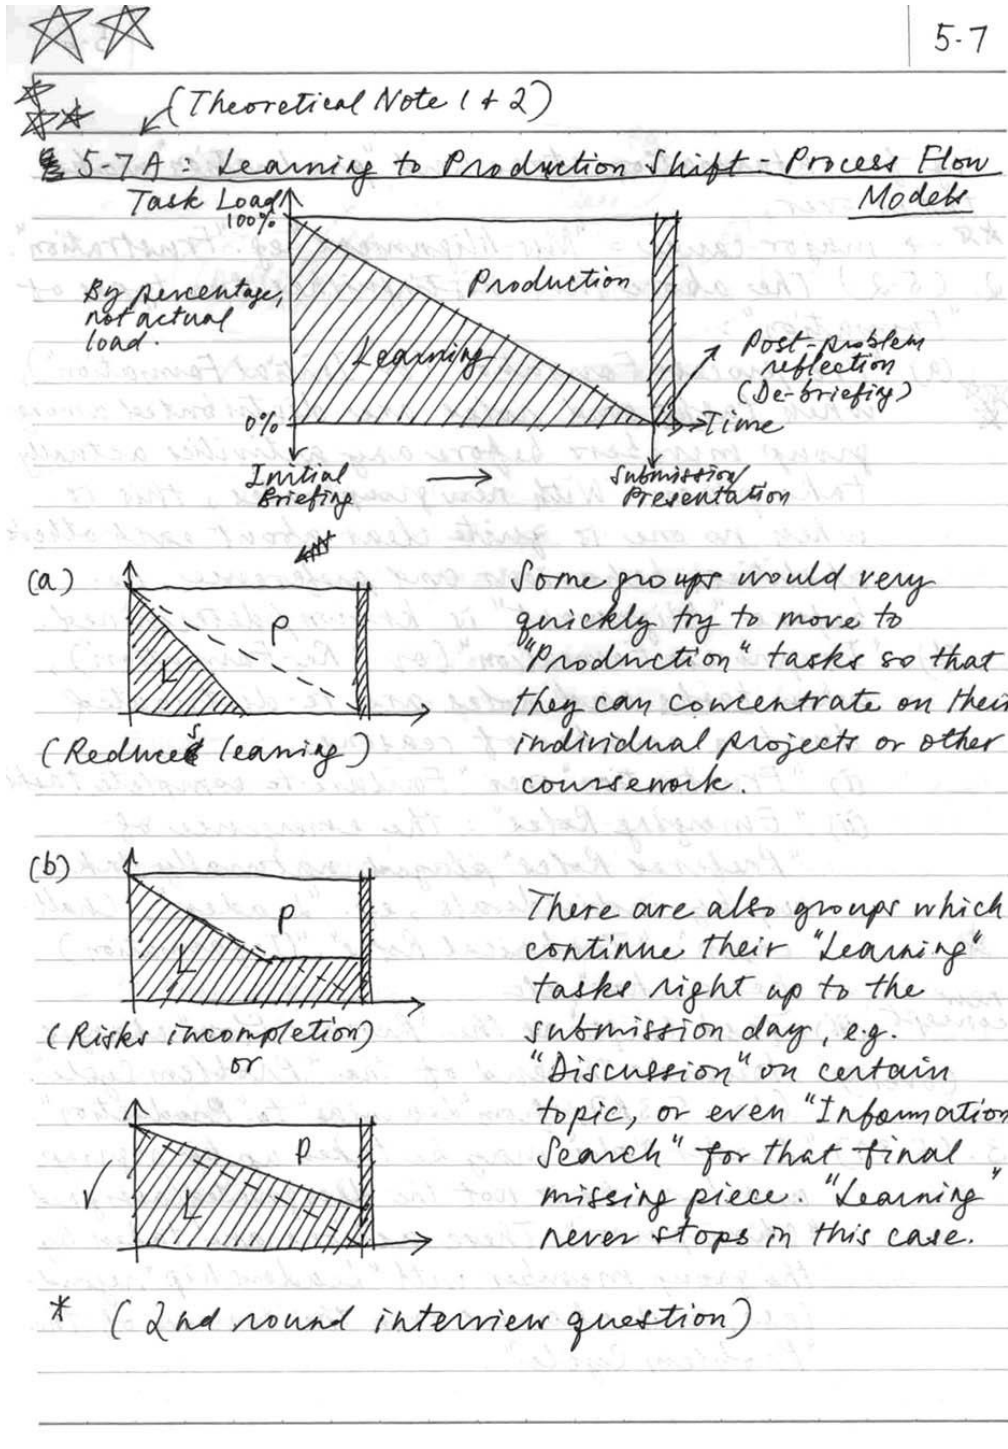 5-7
(Theoretical Note 1 & 2)
5-7A: Learning to Production Shift - Process Flow
Models
Task Load
100%
Production
By percentage,
not actual
load.
Learning
Post-problem
reflection
(De-briefing)
0%
Time
Initial
Briefing
Submission/
Presentation
(a)
P
L
(Reduces leaning)
Some groups would very
quickly try to move to
"Production" tasks so that
they can concentrate on their
individual projects or other
coursework.
(b)
P
L
(Risks incompletion)
or
P
L
There are also groups which
continue their "Learning"
tasks right up to the
submission day, e.g.
"Discussion" on certain
topic, or even "Information
Search" for that final
missing piece. "Learning"
never stops in this case.
* (2nd round interview question) *